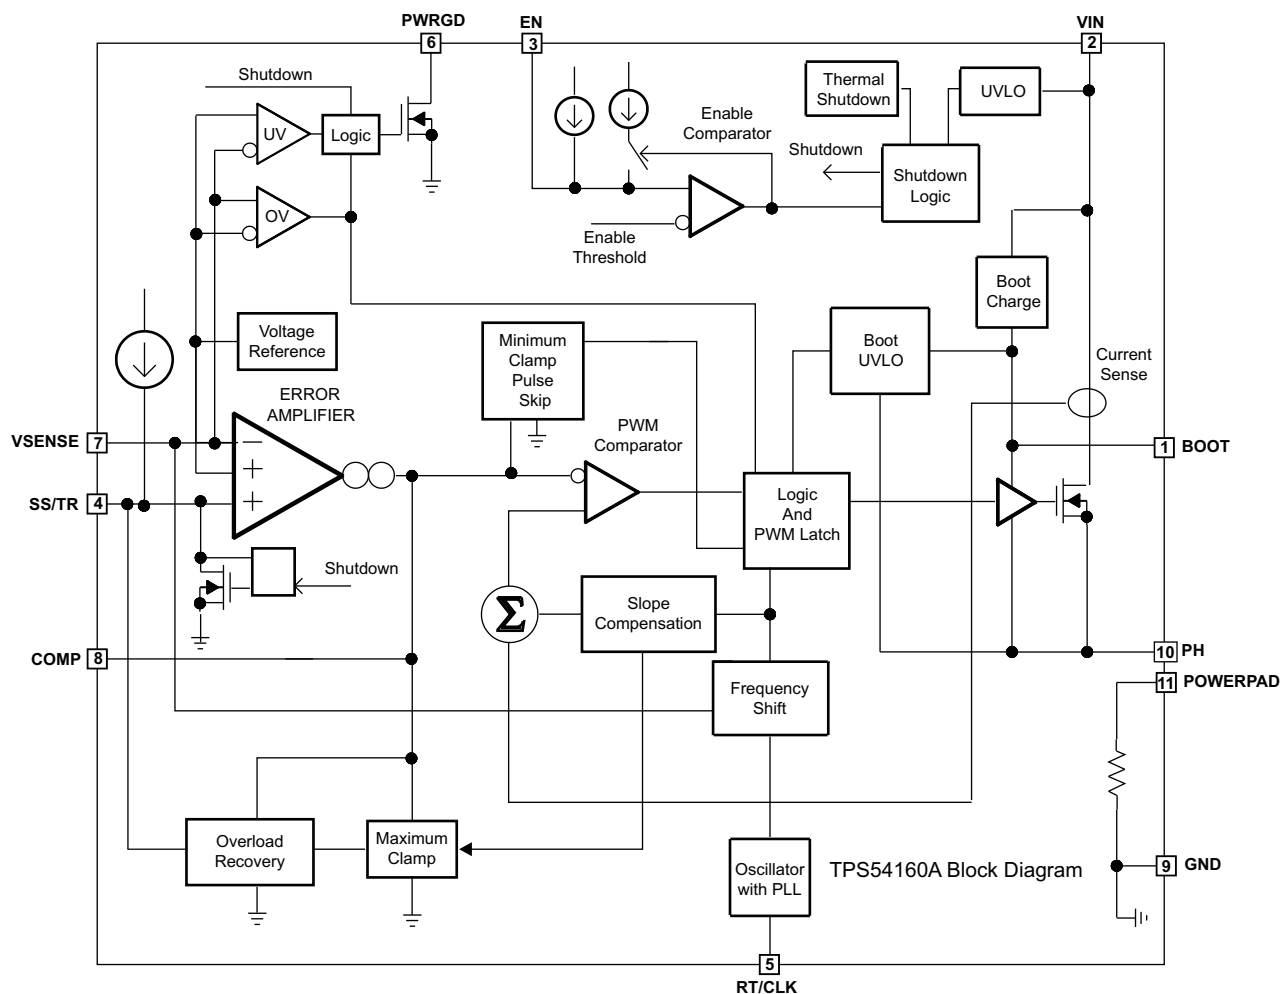 PWRGD
EN
VIN
6
3
2
Shutdown
Thermal
Shutdown
UVLO
UV
Logic
Enable
Comparator
Shutdown
Shutdown
Logic
OV
Enable
Threshold
Boot
Charge
Voltage
Reference
Minimum
Clamp
Pulse
Skip
Boot
UVLO
Current
Sense
ERROR
AMPLIFIER
PWM
Comparator
VSENSE
7
−
1
BOOT
+
SS/TR
4
+
Logic
And
PWM Latch
Shutdown
Σ
Slope
Compensation
COMP
8
10
PH
11
POWERPAD
Frequency
Shift
Overload
Recovery
Maximum
Clamp
Oscillator
with PLL
TPS54160A Block Diagram
9
GND
5
RT/CLK